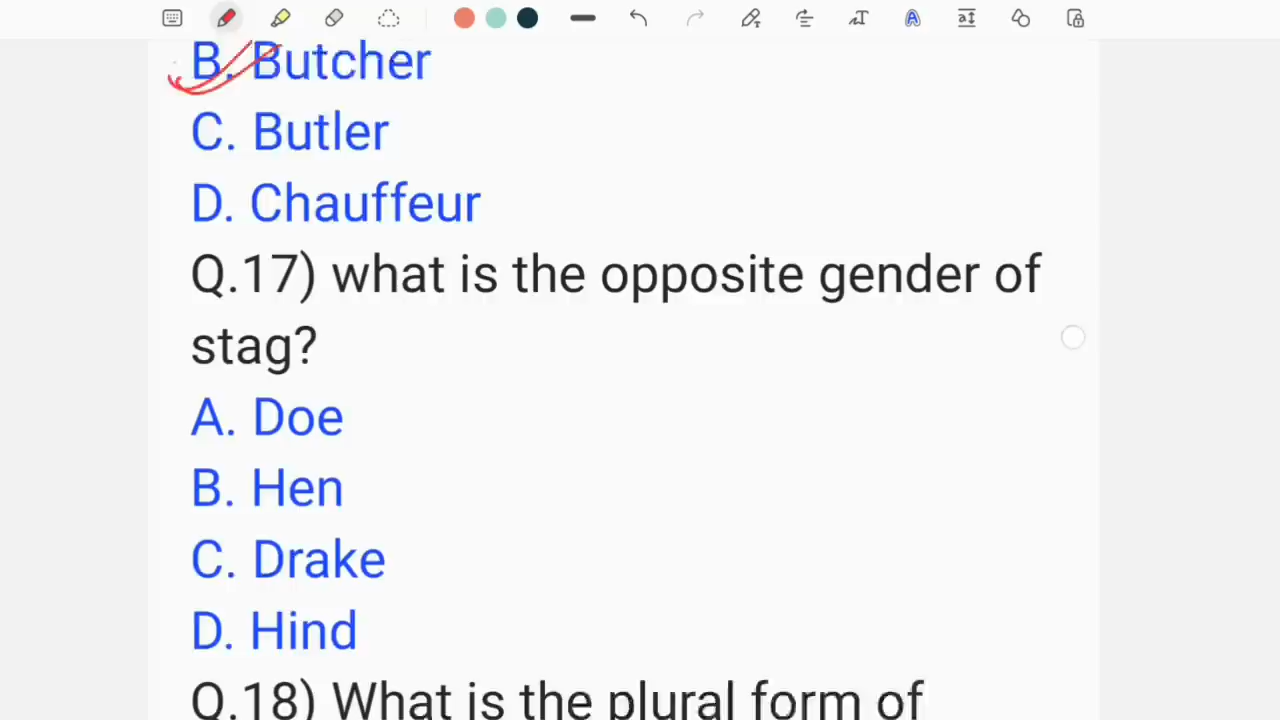 B. Butcher
C. Butler
D. Chauffeur
Q.17) what is the opposite gender of
stag?
A. Doe
B. Hen
C. Drake
D. Hind
Q.18) What is the plural form of